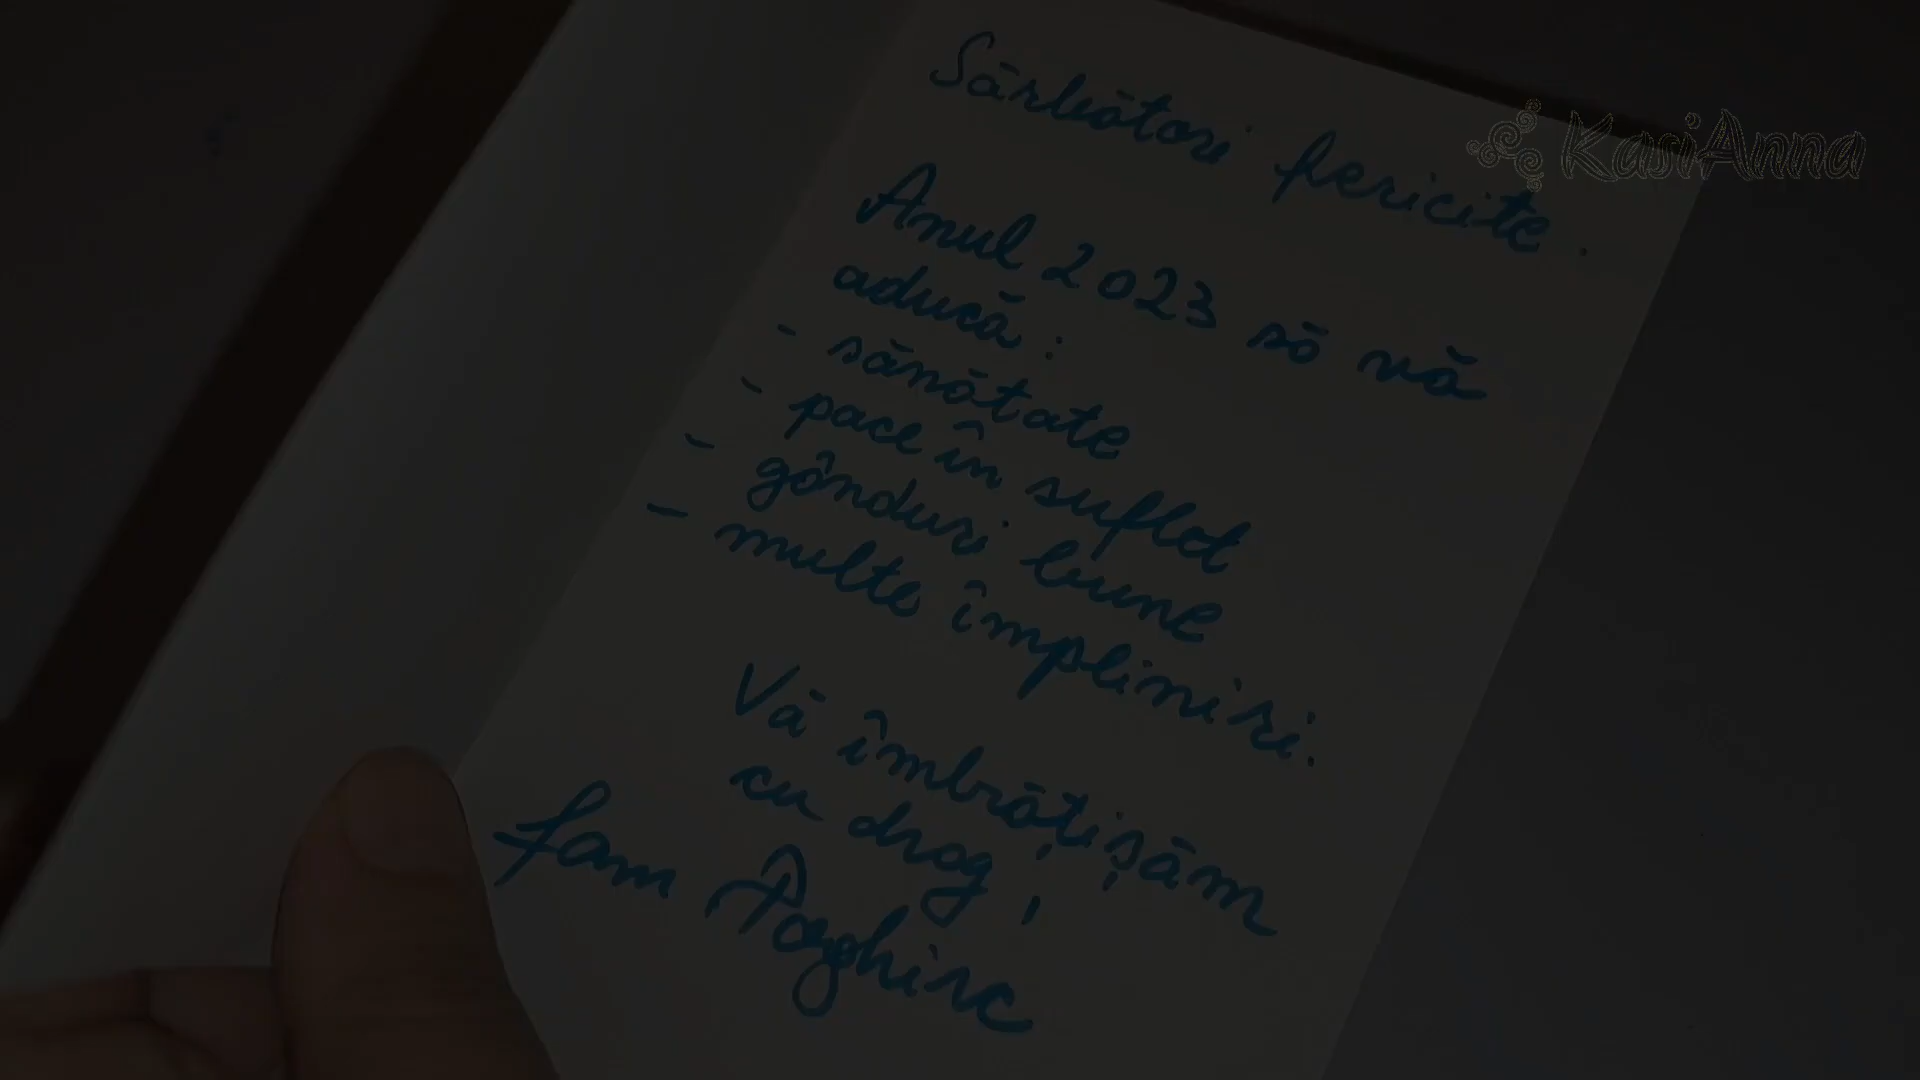 Sărbători fericite.
KasiAnna
Anul 2023 să vă
aducă:
- sănătate
- pace în suflet
- gânduri bune
- multe împliniri.
Vă îmbrățișăm
cu drag,
fam